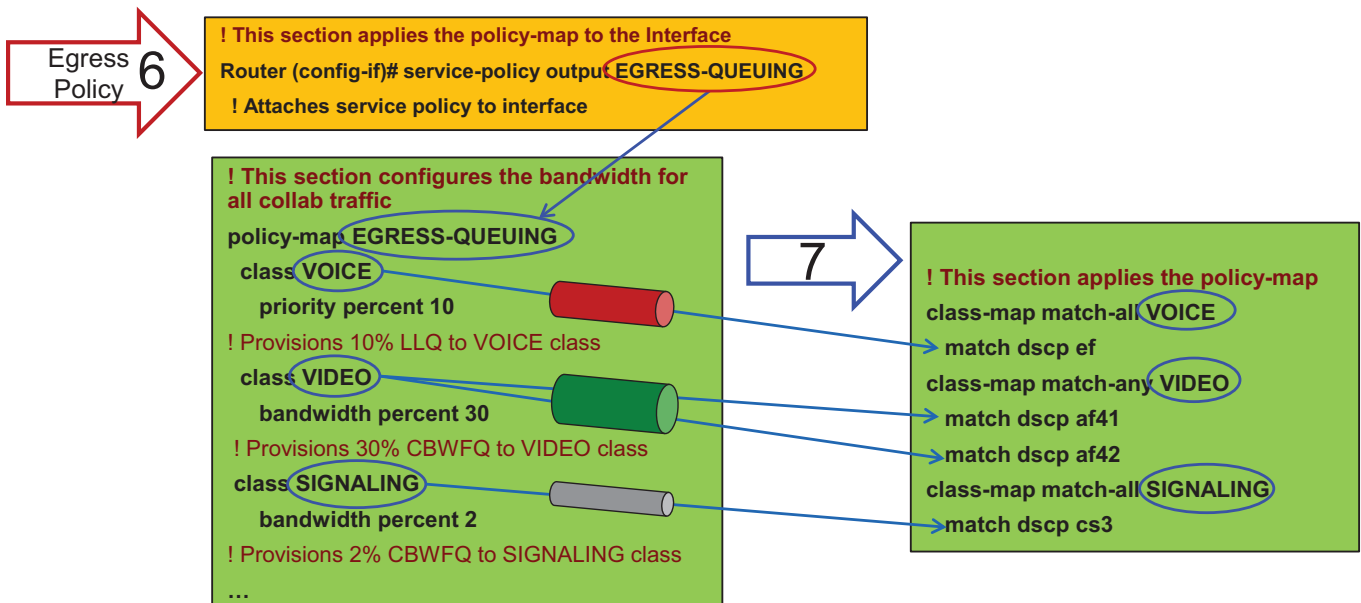 Egress
Policy
6
! This section applies the policy-map to the Interface
Router (config-if)# service-policy output EGRESS-QUEUING
! Attaches service policy to interface
! This section configures the bandwidth for
all collab traffic
policy-map EGRESS-QUEUING
class VOICE
priority percent 10
! Provisions 10% LLQ to VOICE class
class VIDEO
bandwidth percent 30
! Provisions 30% CBWFQ to VIDEO class
class SIGNALING
bandwidth percent 2
! Provisions 2% CBWFQ to SIGNALING class
...
7
! This section applies the policy-map
class-map match-all VOICE
match dscp ef
class-map match-any VIDEO
match dscp af41
match dscp af42
class-map match-all SIGNALING
match dscp cs3